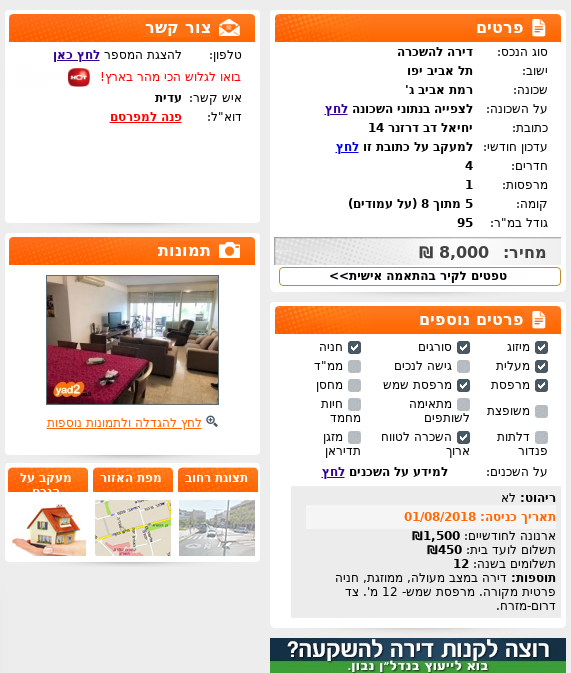 פרטים
סוג הנכס: דירה להשכרה
ישוב: תל אביב יפו
שכונה: רמת אביב ג'
על השכונה: לצפייה בנתוני השכונה לחץ
כתובת: יחיאל דב דרזנר 14
עדכון חודשי: למעקב על כתובת זו לחץ
חדרים: 4
מרפסות: 1
קומה: 5 מתוך 8 (על עמודים)
גודל במ"ר: 95
מחיר: 8,000 ₪
טפטים לקיר בהתאמה אישית>>
פרטים נוספים
מיזוג סורגים חניה
מעלית גישה לנכים ממ"ד
מרפסת מרפסת שמש מחסן
משופצת מתאימה לשותפים חיות מחמד
דלתות פנדור השכרה לטווח ארוך מזגן תדיראן
על השכנים: למידע על השכנים לחץ
ריהוט: לא
תאריך כניסה: 01/08/2018
ארנונה לחודשיים: 1,500₪
תשלום לועד בית: 450₪
תשלומים בשנה: 12
תוספות: דירה במצב מעולה, ממוזגת, חניה
פרטית מקורה. מרפסת שמש- 12 מ'. צד
דרום-מזרח.
רוצה לקנות דירה להשקעה?
בוא לייעוץ בנדל"ן נבון.
צור קשר
טלפון: להצגת המספר לחץ כאן
בואו לגלוש הכי מהר בארץ! HOT
איש קשר: עדית
דוא"ל: פנה למפרסם
תמונות
yad2
לחץ להגדלה ולתמונות נוספות
תצוגת רחוב
מפת האזור
מעקב על
הנכס